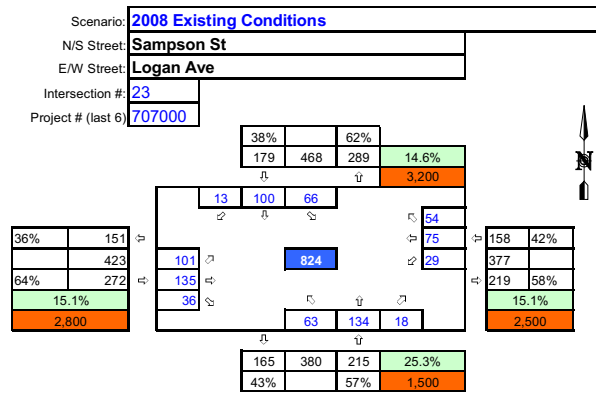 Scenario: 2008 Existing Conditions
N/S Street: Sampson St
E/W Street: Logan Ave
Intersection #: 23
Project # (last 6) 707000
N
38% 62%
179 468 289 14.6%
3,200
13 100 66
54
36% 151 75 158 42%
423 101 824 29 377
64% 272 135 219 58%
15.1% 36 15.1%
2,800 63 134 18 2,500
165 380 215 25.3%
43% 57% 1,500